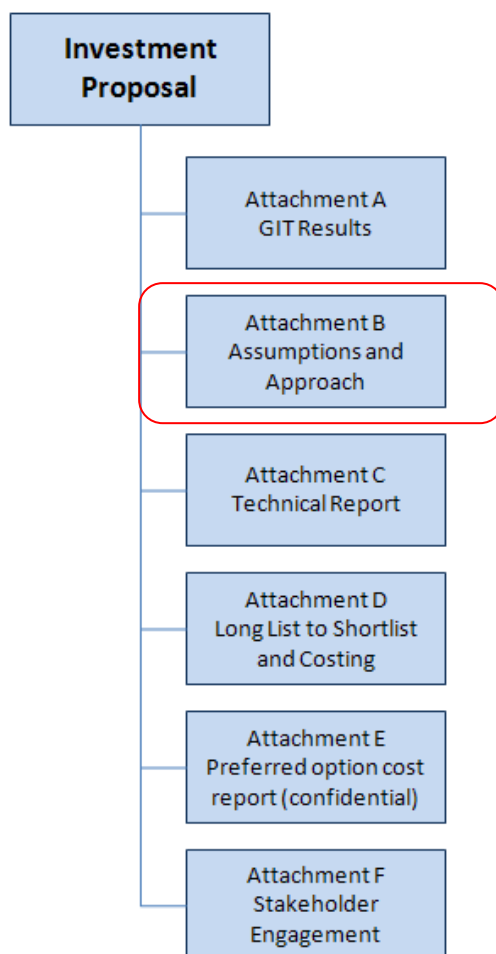 Investment
Proposal
Attachment A
GIT Results
Attachment B
Assumptions and
Approach
Attachment C
Technical Report
Attachment D
Long List to Shortlist
and Costing
Attachment E
Preferred option cost
report (confidential)
Attachment F
Stakeholder
Engagement